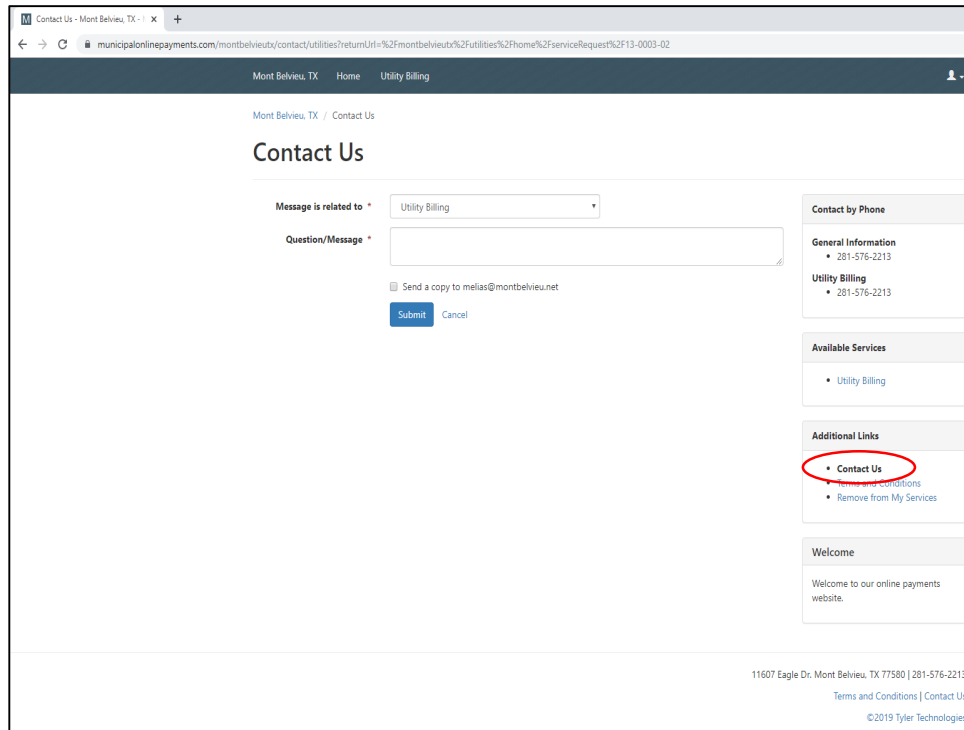 M Contact Us - Mont Belvieu, TX -
municipalonlinepayments.com/montbelvieutx/contact/utilities?returnUrl=%2Fmontbelvieutx%2Futilities%2Fhome%2FserviceRequest%2F13-0003-02
Mont Belvieu, TX Home Utility Billing
Mont Belvieu, TX / Contact Us
Contact Us
Message is related to * Utility Billing
Question/Message *
Send a copy to melias@montbelvieu.net
Submit Cancel
Contact by Phone
General Information
• 281-576-2213
Utility Billing
• 281-576-2213
Available Services
• Utility Billing
Additional Links
• Contact Us
• Terms and Conditions
• Remove from My Services
Welcome
Welcome to our online payments
website.
11607 Eagle Dr. Mont Belvieu, TX 77580 | 281-576-2213
Terms and Conditions | Contact Us
©2019 Tyler Technologies